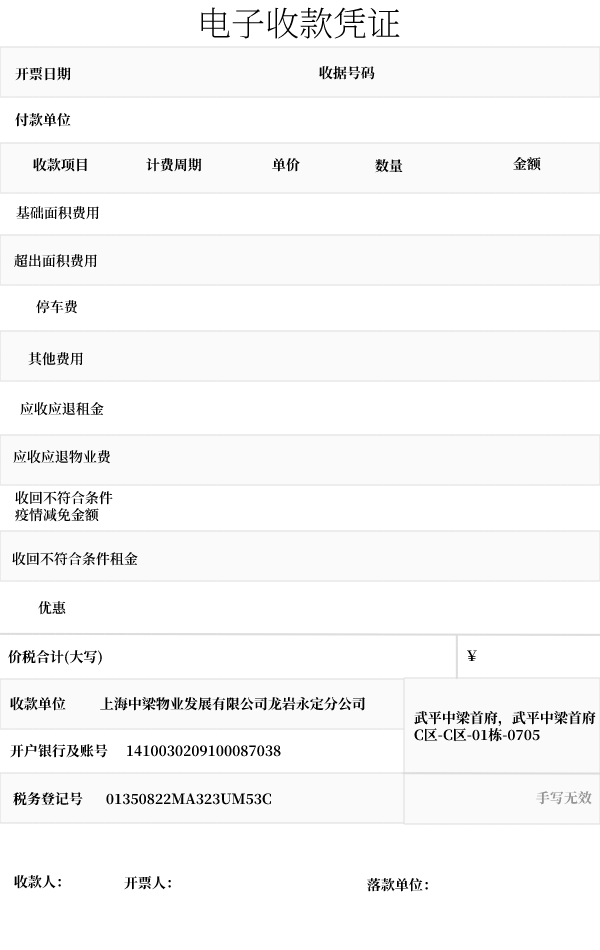 电子收款凭证
开票日期 收据号码
付款单位
收款项目 计费周期 单价 数量 金额
基础面积费用
超出面积费用
停车费
其他费用
应收应退租金
应收应退物业费
收回不符合条件
疫情减免金额
收回不符合条件租金
优惠
价税合计(大写) ¥
收款单位 上海中梁物业发展有限公司龙岩永定分公司
武平中梁首府，武平中梁首府
C区-C区-01栋-0705
开户银行及账号 1410030209100087038
税务登记号 01350822MA323UM53C 手写无效
收款人： 开票人： 落款单位：